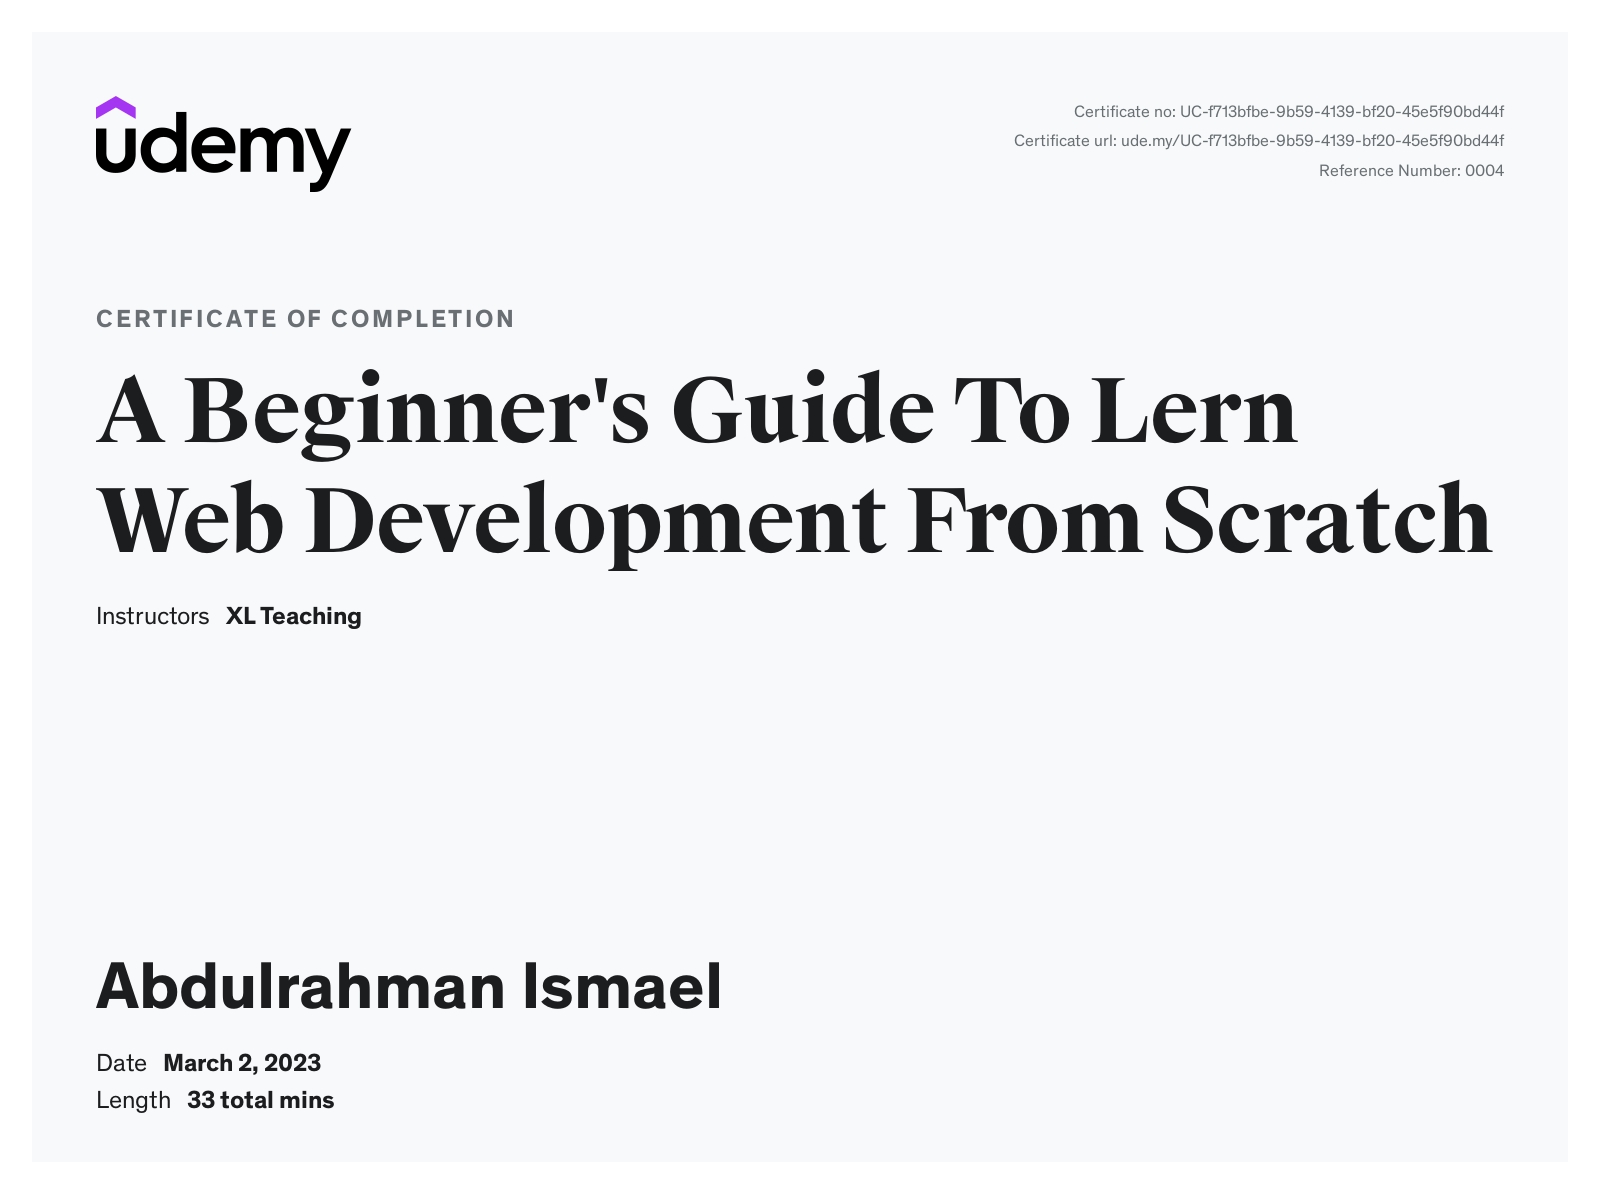 udemy
Certificate no: UC-f713bfbe-9b59-4139-bf20-45e5f90bd44f
Certificate url: ude.my/UC-f713bfbe-9b59-4139-bf20-45e5f90bd44f
Reference Number: 0004
CERTIFICATE OF COMPLETION
A Beginner's Guide To Lern
Web Development From Scratch
Instructors XL Teaching
Abdulrahman Ismael
Date March 2, 2023
Length 33 total mins